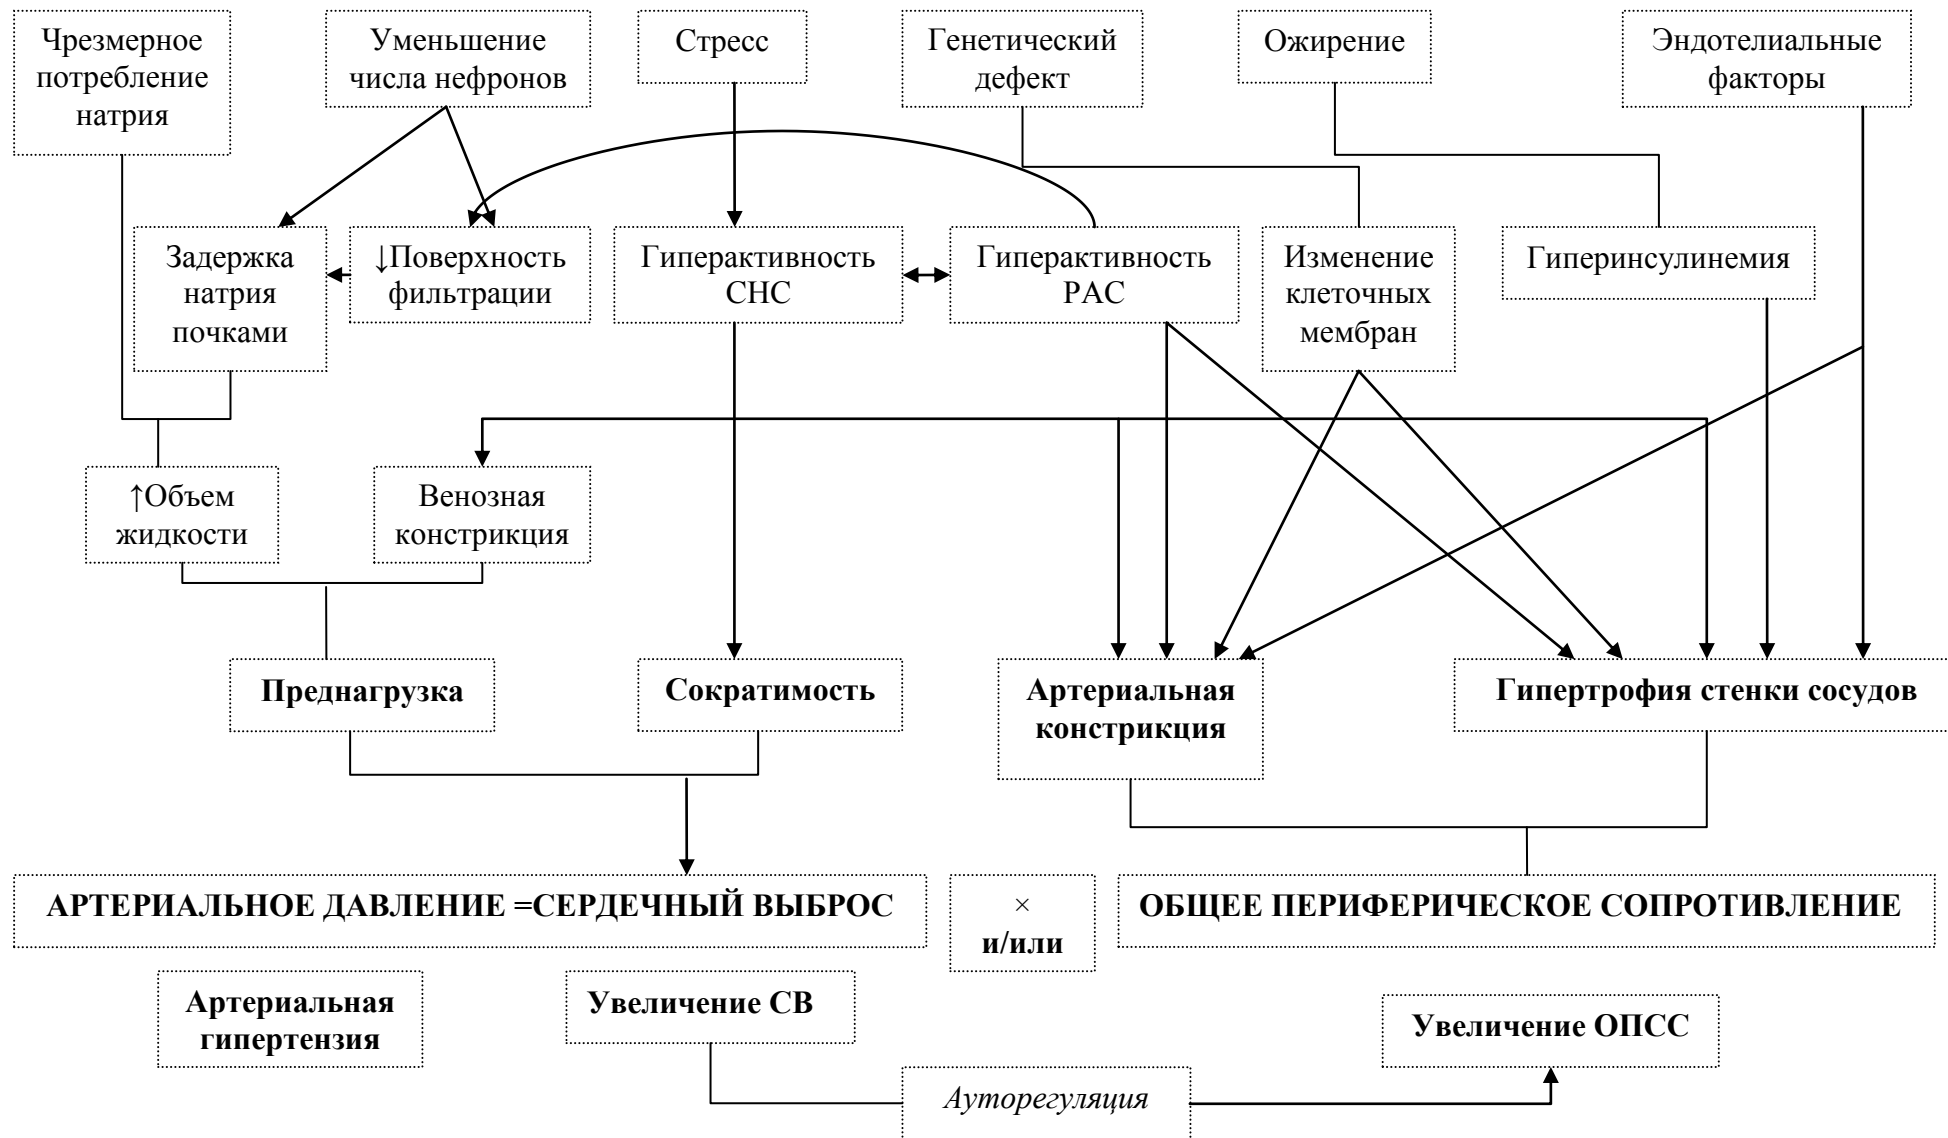 Чрезмерное
потребление
натрия
Уменьшение
числа нефронов
Стресс
Генетический
дефект
Ожирение
Эндотелиальные
факторы
Задержка
натрия
почками
↓Поверхность
фильтрации
Гиперактивность
СНС
Гиперактивность
РАС
Изменение
клеточных
мембран
Гиперинсулинемия
↑Объем
жидкости
Венозная
констрикция
Преднагрузка
Сократимость
Артериальная
констрикция
Гипертрофия стенки сосудов
АРТЕРИАЛЬНОЕ ДАВЛЕНИЕ =СЕРДЕЧНЫЙ ВЫБРОС
×
и/или
ОБЩЕЕ ПЕРИФЕРИЧЕСКОЕ СОПРОТИВЛЕНИЕ
Артериальная
гипертензия
Увеличение СВ
Увеличение ОПСС
Ауторегуляция